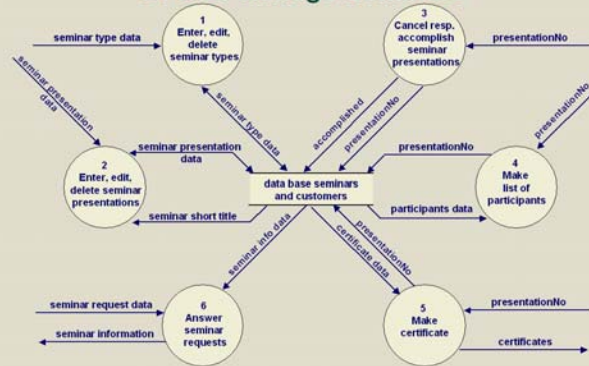 1
Enter, edit,
delete
seminar types
seminar type data
3
Cancel resp.
accomplish
seminar
presentations
presentationNo
seminar presentation
data
seminar type data
accomplished
presentationNo
presentationNo
2
Enter, edit,
delete seminar
presentations
seminar presentation
data
seminar short title
data base seminars
and customers
presentationNo
participants data
4
Make
list of
participants
seminar info data
certificate data
presentationNo
seminar request data
seminar information
6
Answer
seminar
requests
5
Make
certificate
presentationNo
certificates